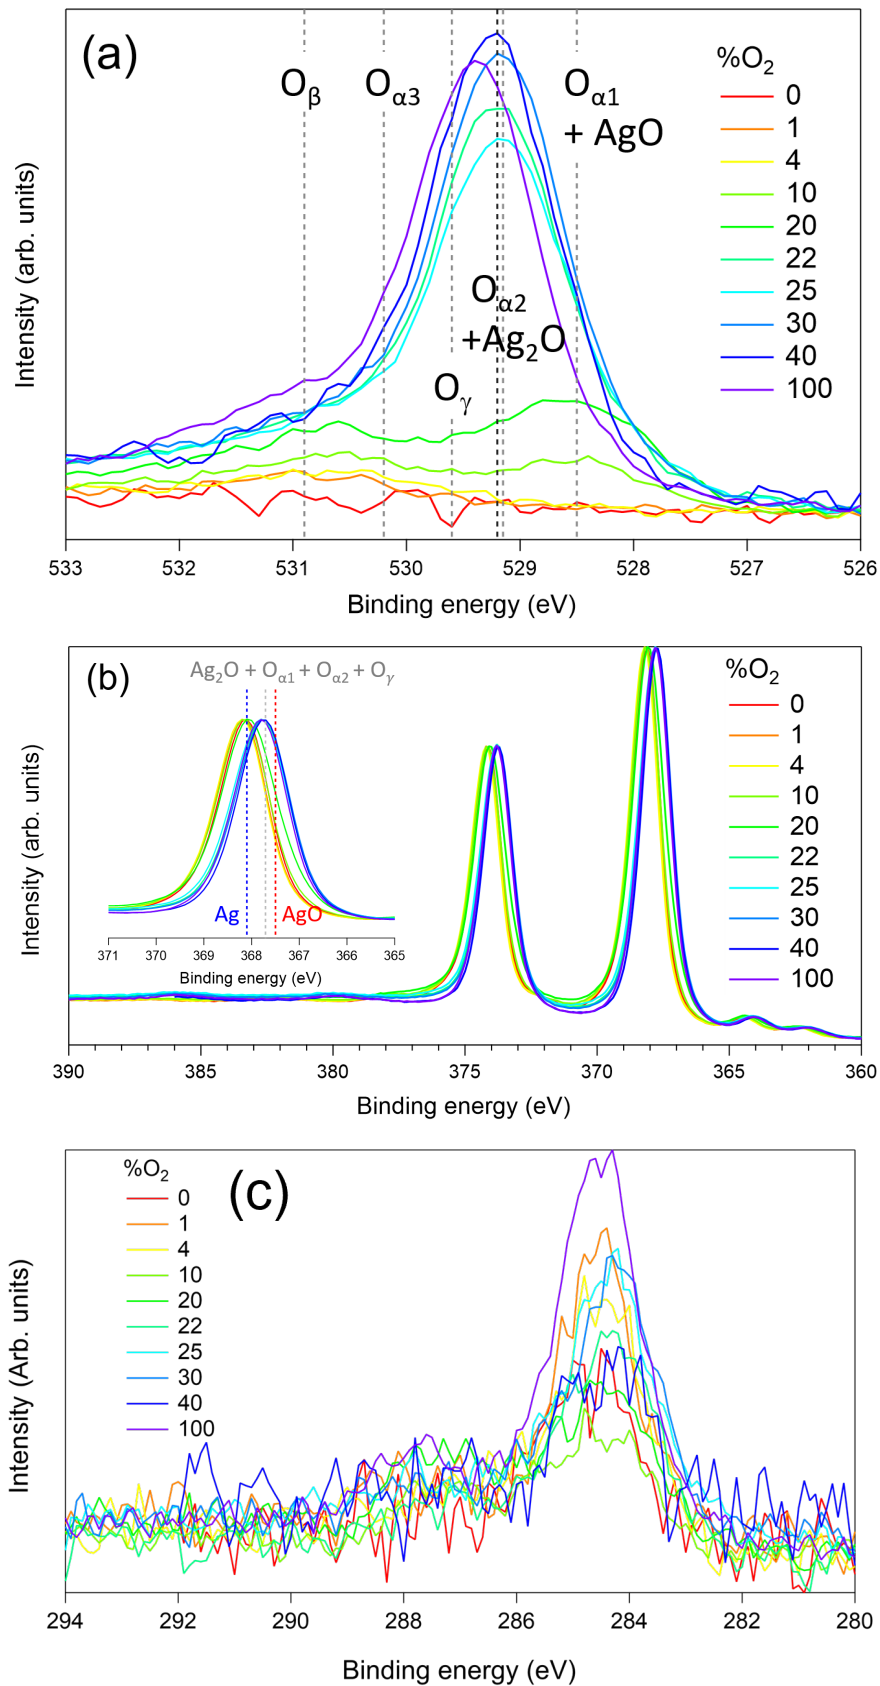 (a)
%O₂
0
1
4
10
20
22
25
30
40
100
Oβ
Oα3
Oα1
+ AgO
Oα2
+Ag₂O
Oγ
Intensity (arb. units)
533 532 531 530 529 528 527 526
Binding energy (eV)
(b)
Ag₂O + Oα1 + Oα2 + Oγ
%O₂
0
1
4
10
20
22
25
30
40
100
Ag AgO
371 370 369 368 367 366 365
Binding energy (eV)
Intensity (arb. units)
390 385 380 375 370 365 360
Binding energy (eV)
%O₂
0
1
4
10
20
22
25
30
40
100
(c)
Intensity (Arb. units)
294 292 290 288 286 284 282 280
Binding energy (eV)